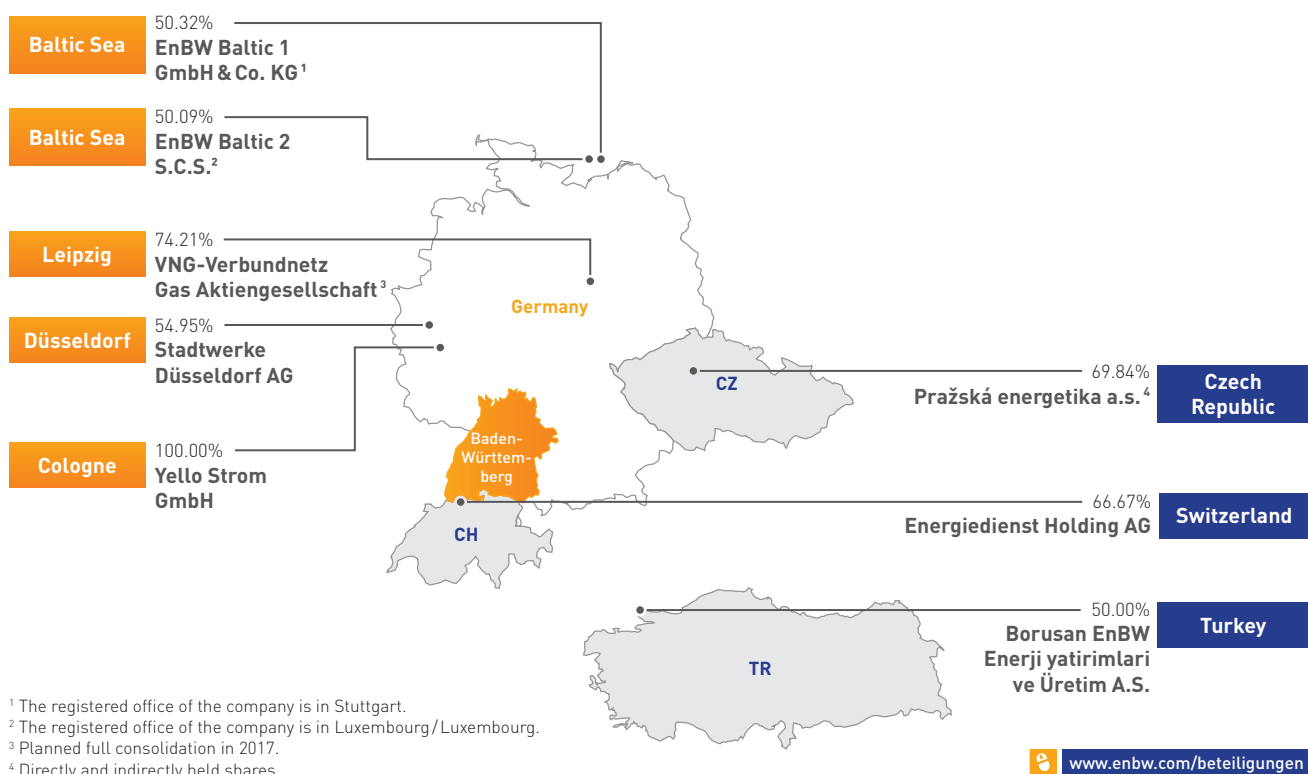 Baltic Sea
50.32%
EnBW Baltic 1
GmbH & Co. KG¹
Baltic Sea
50.09%
EnBW Baltic 2
S.C.S.²
Leipzig
74.21%
VNG-Verbundnetz
Gas Aktiengesellschaft³
Germany
Düsseldorf
54.95%
Stadtwerke
Düsseldorf AG
Cologne
100.00%
Yello Strom
GmbH
Baden-
Württem-
berg
CZ
69.84%
Pražská energetika a.s.⁴
Czech
Republic
CH
66.67%
Energiedienst Holding AG
Switzerland
TR
50.00%
Borusan EnBW
Enerji yatirimlari
ve Üretim A.S.
Turkey
¹ The registered office of the company is in Stuttgart.
² The registered office of the company is in Luxembourg/Luxembourg.
³ Planned full consolidation in 2017.
⁴ Directly and indirectly held shares
www.enbw.com/beteiligungen